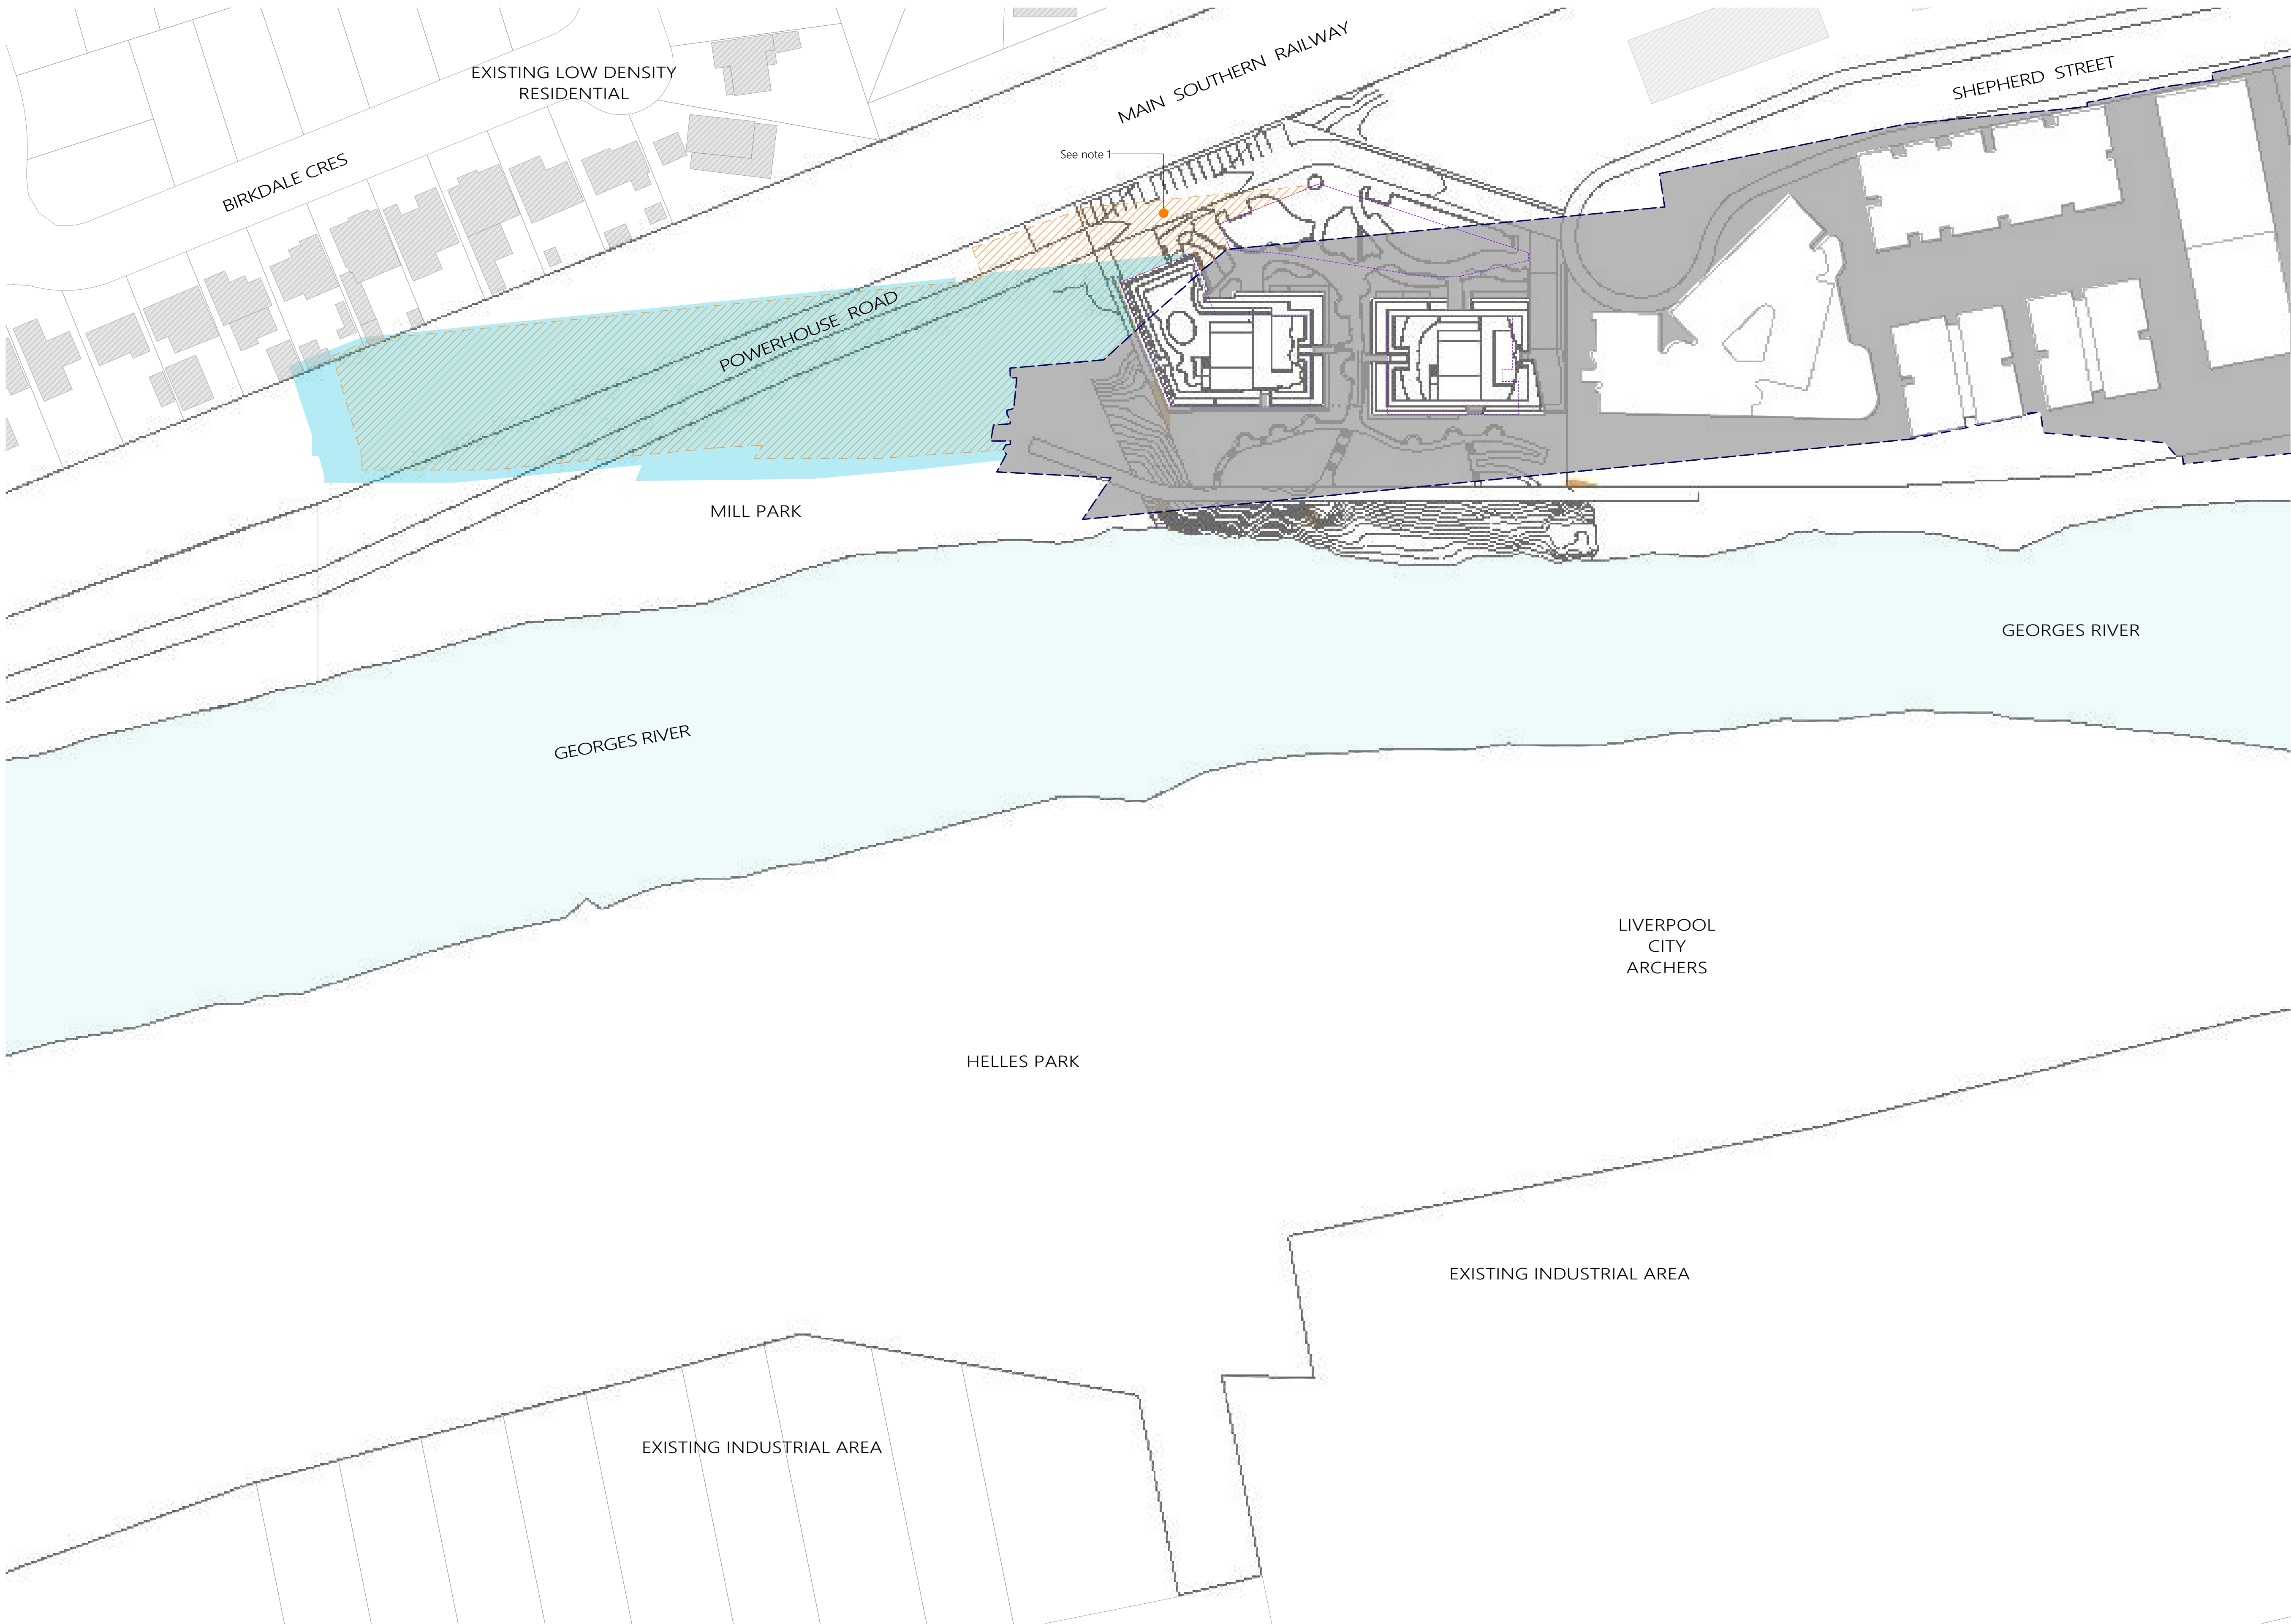 EXISTING LOW DENSITY
RESIDENTIAL
MAIN SOUTHERN RAILWAY
SHEPHERD STREET
See note 1
BIRKDALE CRES
POWERHOUSE ROAD
MILL PARK
GEORGES RIVER
GEORGES RIVER
LIVERPOOL
CITY
ARCHERS
HELLES PARK
EXISTING INDUSTRIAL AREA
EXISTING INDUSTRIAL AREA